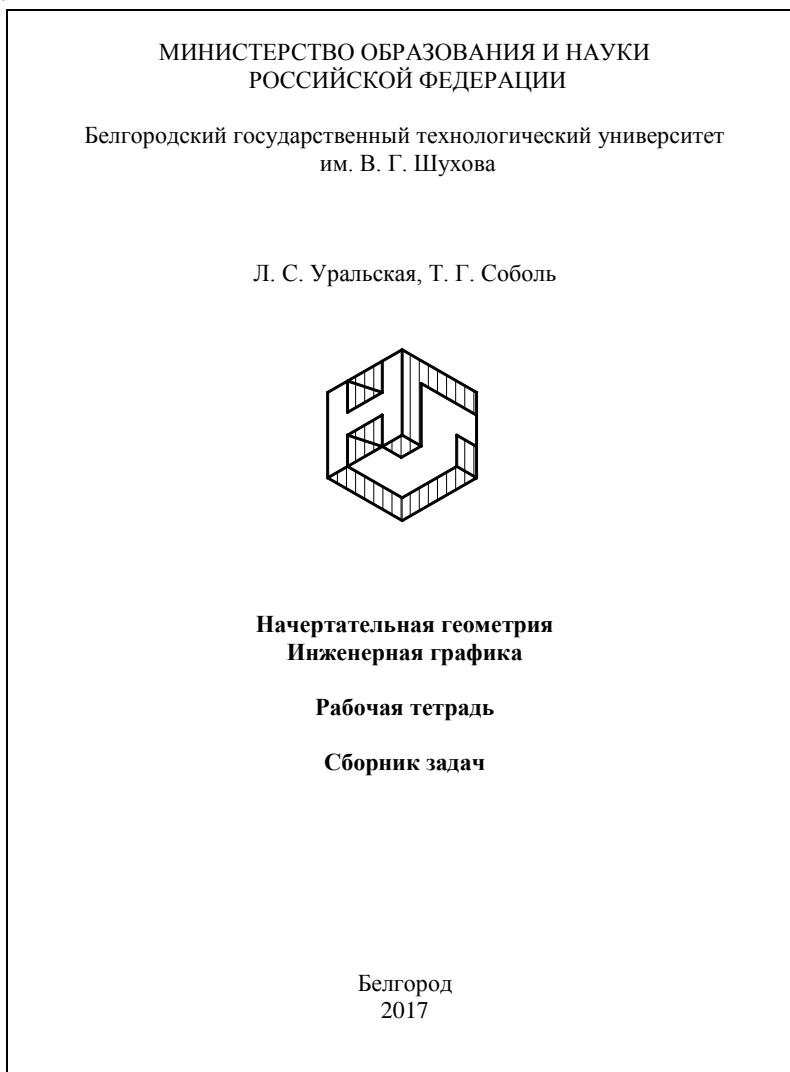 МИНИСТЕРСТВО ОБРАЗОВАНИЯ И НАУКИ
РОССИЙСКОЙ ФЕДЕРАЦИИ
Белгородский государственный технологический университет
им. В. Г. Шухова
Л. С. Уральская, Т. Г. Соболь
Начертательная геометрия
Инженерная графика
Рабочая тетрадь
Сборник задач
Белгород
2017